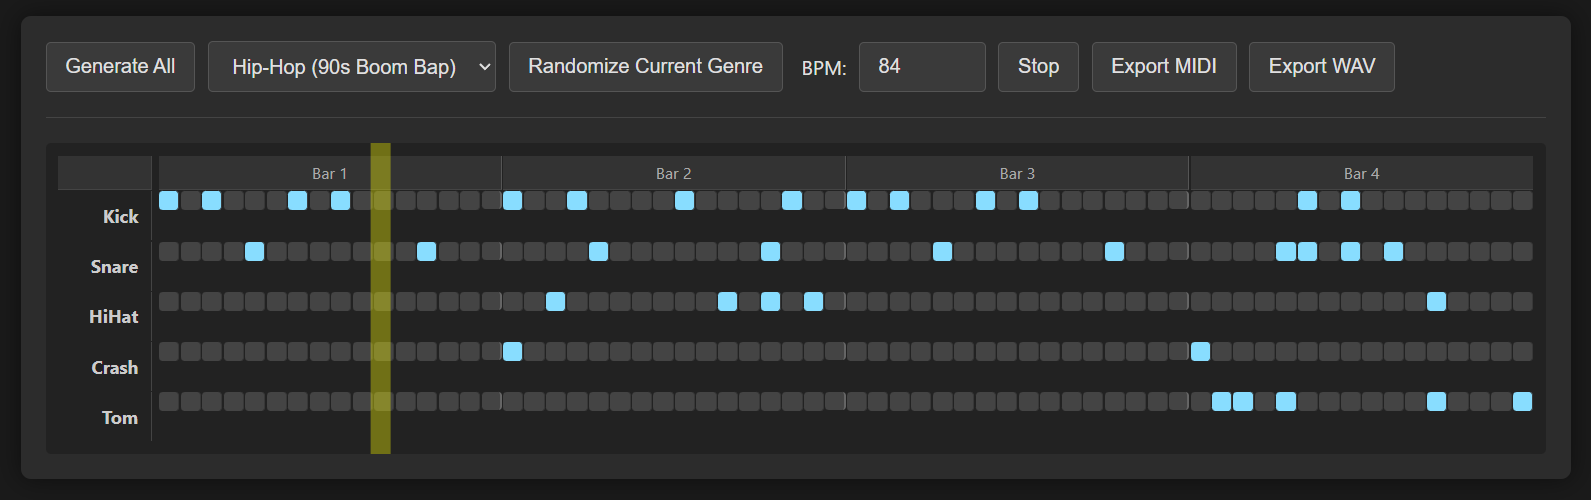 Generate All Hip-Hop (90s Boom Bap) Randomize Current Genre BPM: 84 Stop Export MIDI Export WAV
Bar 1 Bar 2 Bar 3 Bar 4
Kick
Snare
HiHat
Crash
Tom